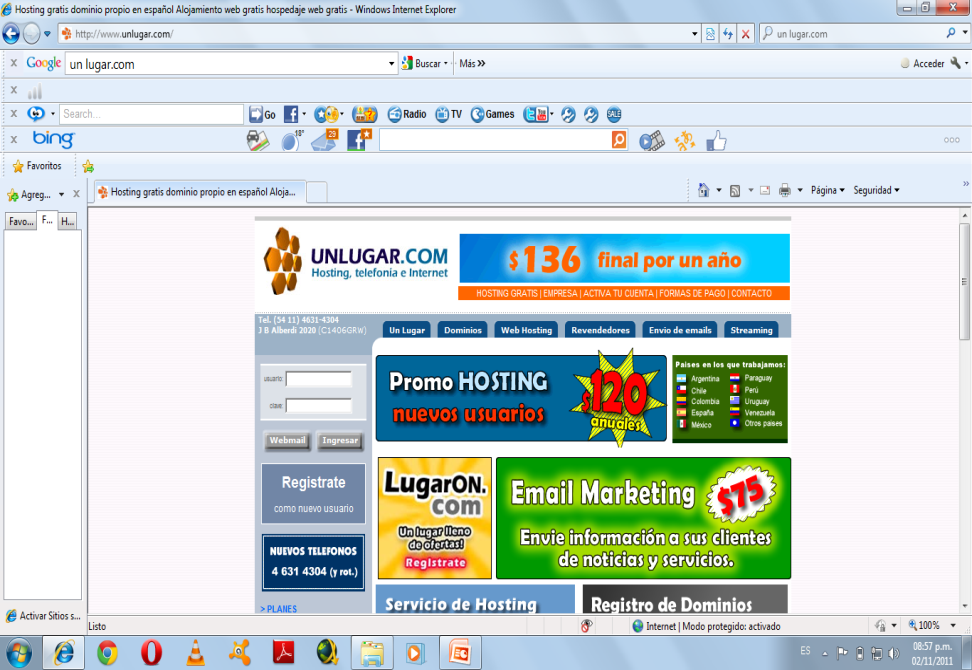 Hosting gratis dominio propio en español Alojamiento web gratis hospedaje web gratis - Windows Internet Explorer
http://www.unlugar.com/
un lugar.com
Google un lugar.com Buscar Más »
Acceder
Search...
Go
Radio
TV
Games
SALE
bing
18°
29
Favoritos
Agreg... X
Hosting gratis dominio propio en español Aloja...
Página
Seguridad
»
Favo... F... H...
UNLUGAR.COM
Hosting, telefonía e Internet
$136 final por un año
HOSTING GRATIS | EMPRESA | ACTIVA TU CUENTA | FORMAS DE PAGO | CONTACTO
Tel. (54 11) 4631-4304
J B Alberdi 2020 (C1406GRW)
Un Lugar
Dominios
Web Hosting
Revendedores
Envio de emails
Streaming
usuario:
clave:
Webmail
Ingresar
Registrate
como nuevo usuario
NUEVOS TELEFONOS
4 631 4304 (y rot.)
> PLANES
Promo HOSTING
nuevos usuarios
$120
anuales
Paises en los que trabajamos:
Argentina
Chile
Colombia
España
México
Paraguay
Perú
Uruguay
Venezuela
Otros paises
LugarON.
com
Un lugar lleno
de ofertas!
Registrate
Email Marketing
$75
Envie información a sus clientes
de noticias y servicios.
Servicio de Hosting
Registro de Dominios
Activar Sitios s...
Listo
Internet | Modo protegido: activado
100%
ES
08:57 p.m.
02/11/2011